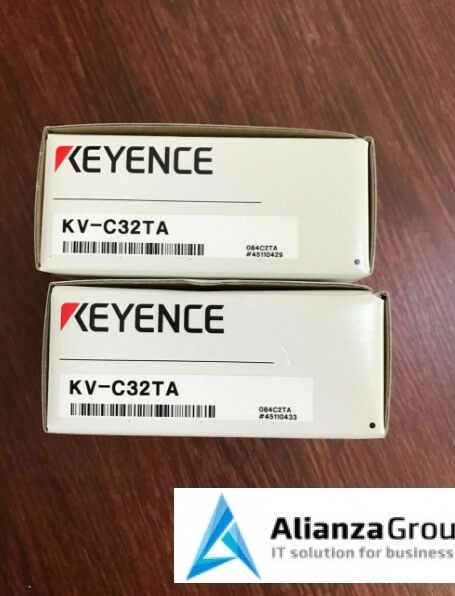 KEYENCE
KV-C32TA
084C2TA
#45110429
KEYENCE
KV-C32TA
084C2TA
#45110433
AlianzaGrou
IT solution for business